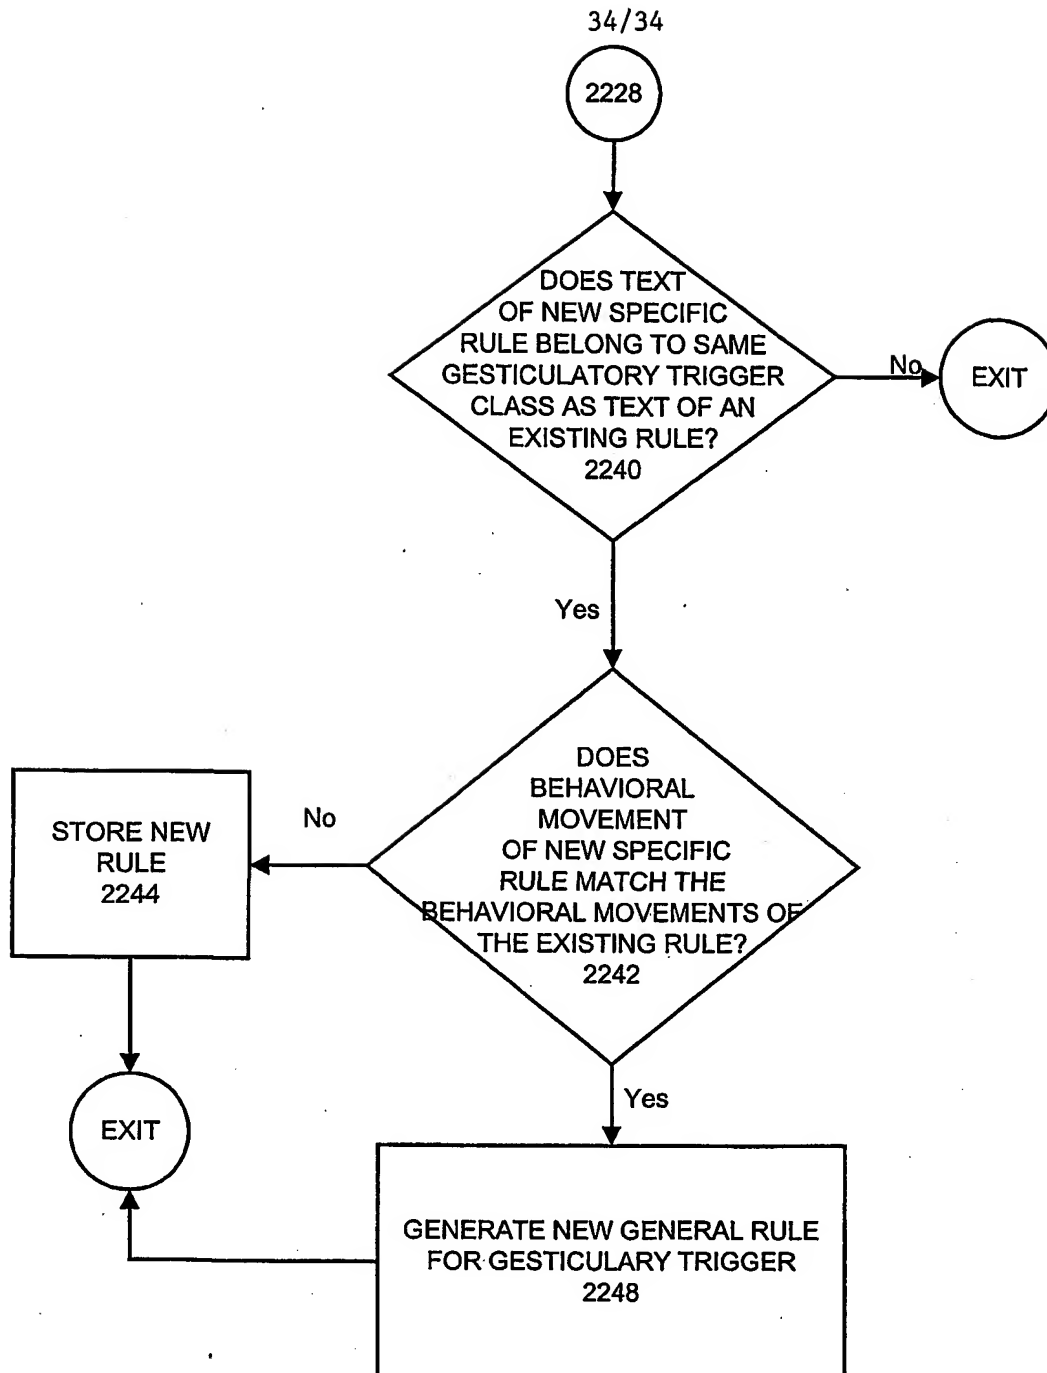 34/34
2228
DOES TEXT
OF NEW SPECIFIC
RULE BELONG TO SAME
GESTICULATORY TRIGGER
CLASS AS TEXT OF AN
EXISTING RULE?
2240
No
EXIT
Yes
DOES
BEHAVIORAL
MOVEMENT
OF NEW SPECIFIC
RULE MATCH THE
BEHAVIORAL MOVEMENTS OF
THE EXISTING RULE?
2242
No
STORE NEW
RULE
2244
EXIT
Yes
GENERATE NEW GENERAL RULE
FOR GESTICULARY TRIGGER
2248